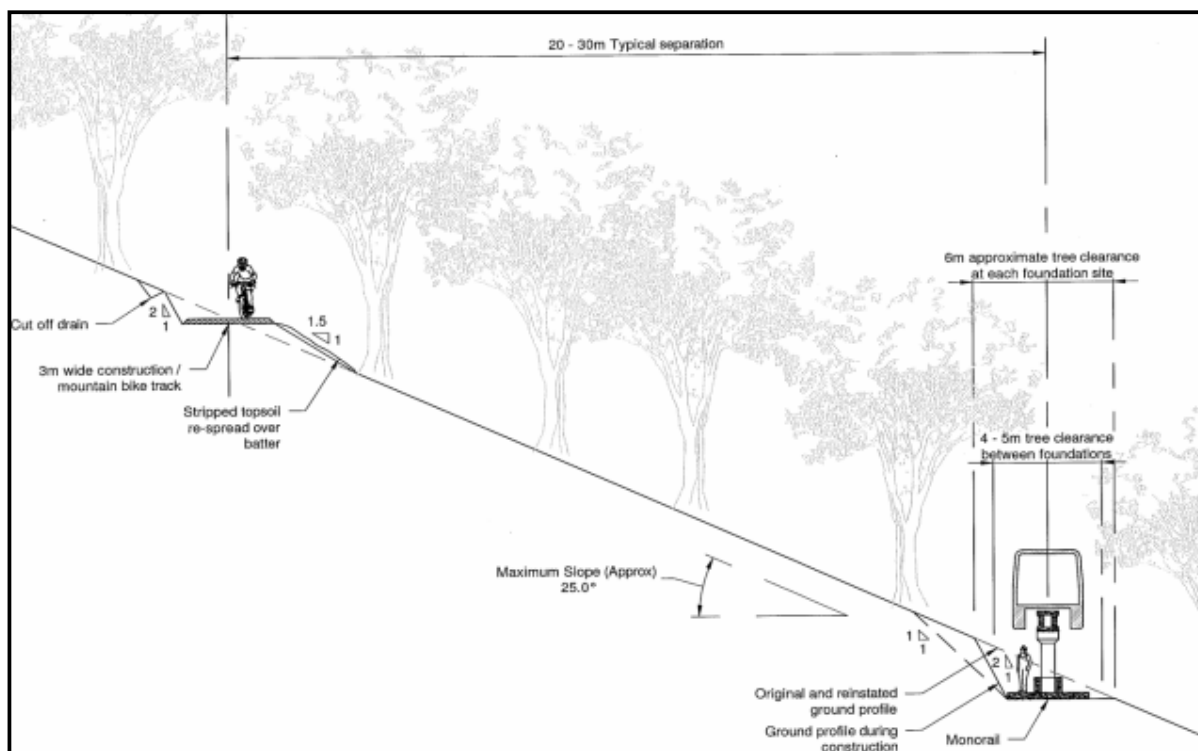 20 - 30m Typical separation
6m approximate tree clearance
at each foundation site
Cut off drain
2
1
1.5
1
3m wide construction /
mountain bike track
Stripped topsoil
re-spread over
batter
4 - 5m tree clearance
between foundations
Maximum Slope (Approx)
25.0°
1
1
2
1
Original and reinstated
ground profile
Ground profile during
construction
Monorail